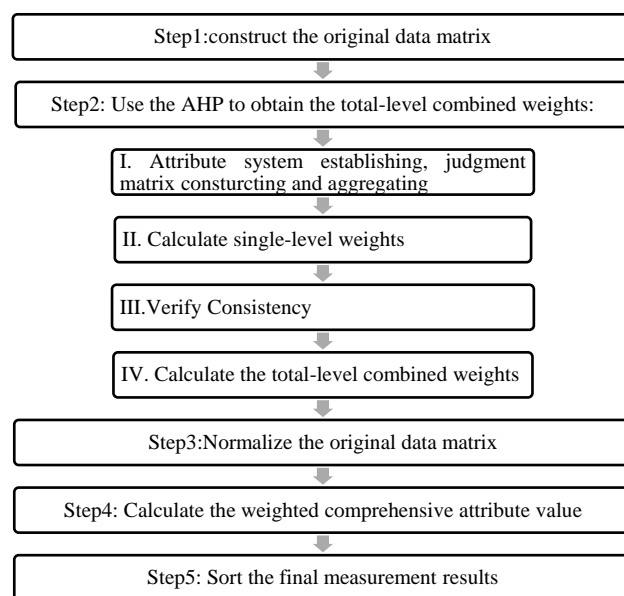 Step1:construct the original data matrix
Step2: Use the AHP to obtain the total-level combined weights:
I. Attribute system establishing, judgment
matrix consturcting and aggregating
II. Calculate single-level weights
III.Verify Consistency
IV. Calculate the total-level combined weights
Step3:Normalize the original data matrix
Step4: Calculate the weighted comprehensive attribute value
Step5: Sort the final measurement results